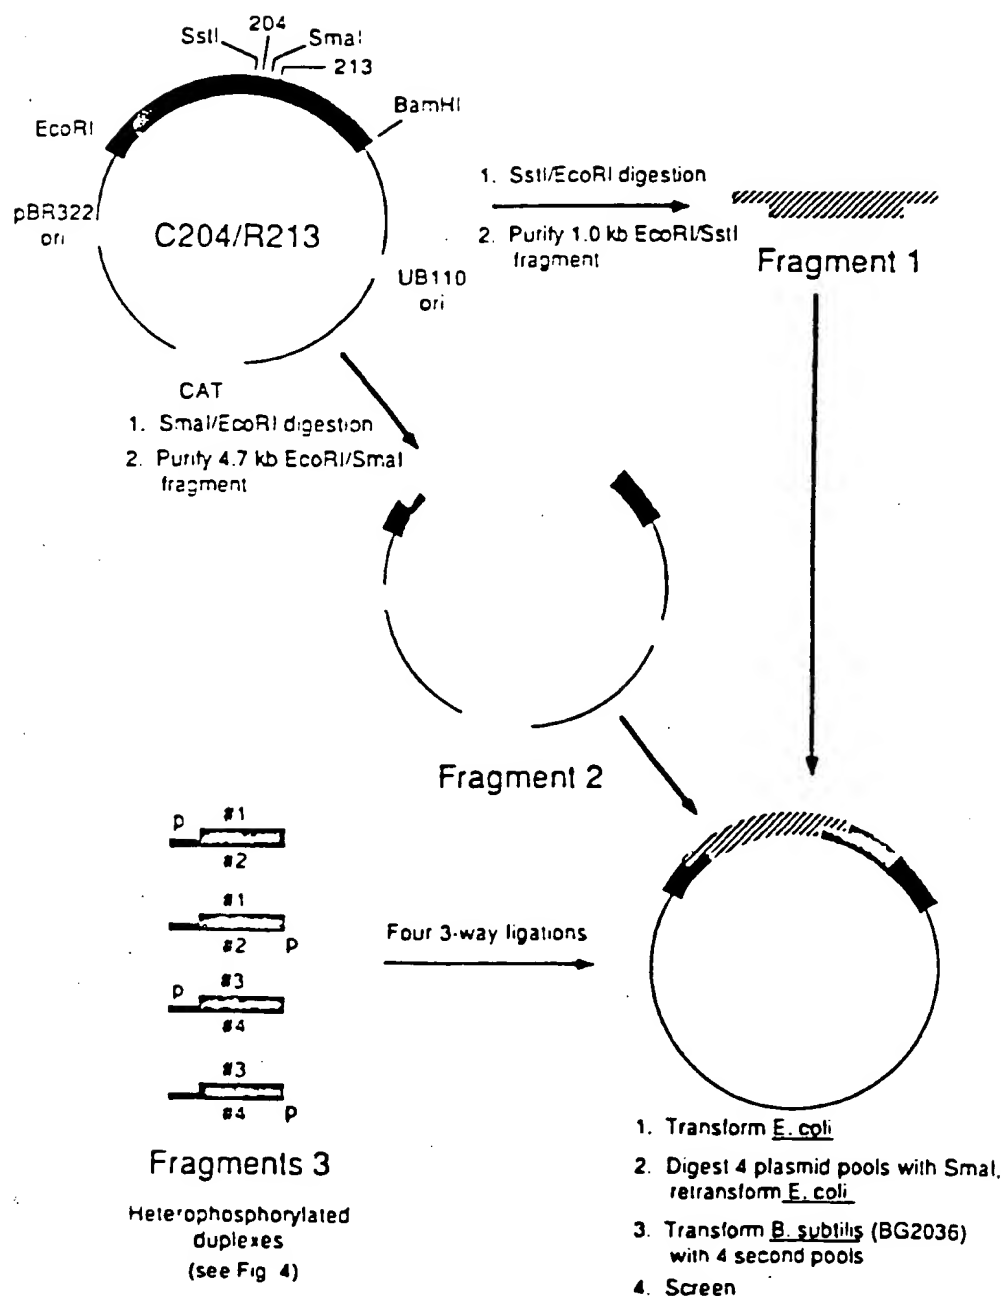 SstI
204
SmaI
213
EcoRI
BamHI
pBR322
ori
C204/R213
UB110
ori
CAT
1. SstI/EcoRI digestion
2. Purify 1.0 kb EcoRI/SstI
fragment
Fragment 1
1. SmaI/EcoRI digestion
2. Purify 4.7 kb EcoRI/SmaI
fragment
Fragment 2
p
#1
#2
#1
#2
p
p
#3
#4
#3
#4
p
Fragments 3
Heterophosphorylated
duplexes
(see Fig 4)
Four 3-way ligations
1. Transform E. coli
2. Digest 4 plasmid pools with SmaI,
retransform E. coli
3. Transform B. subtilis (BG2036)
with 4 second pools
4. Screen